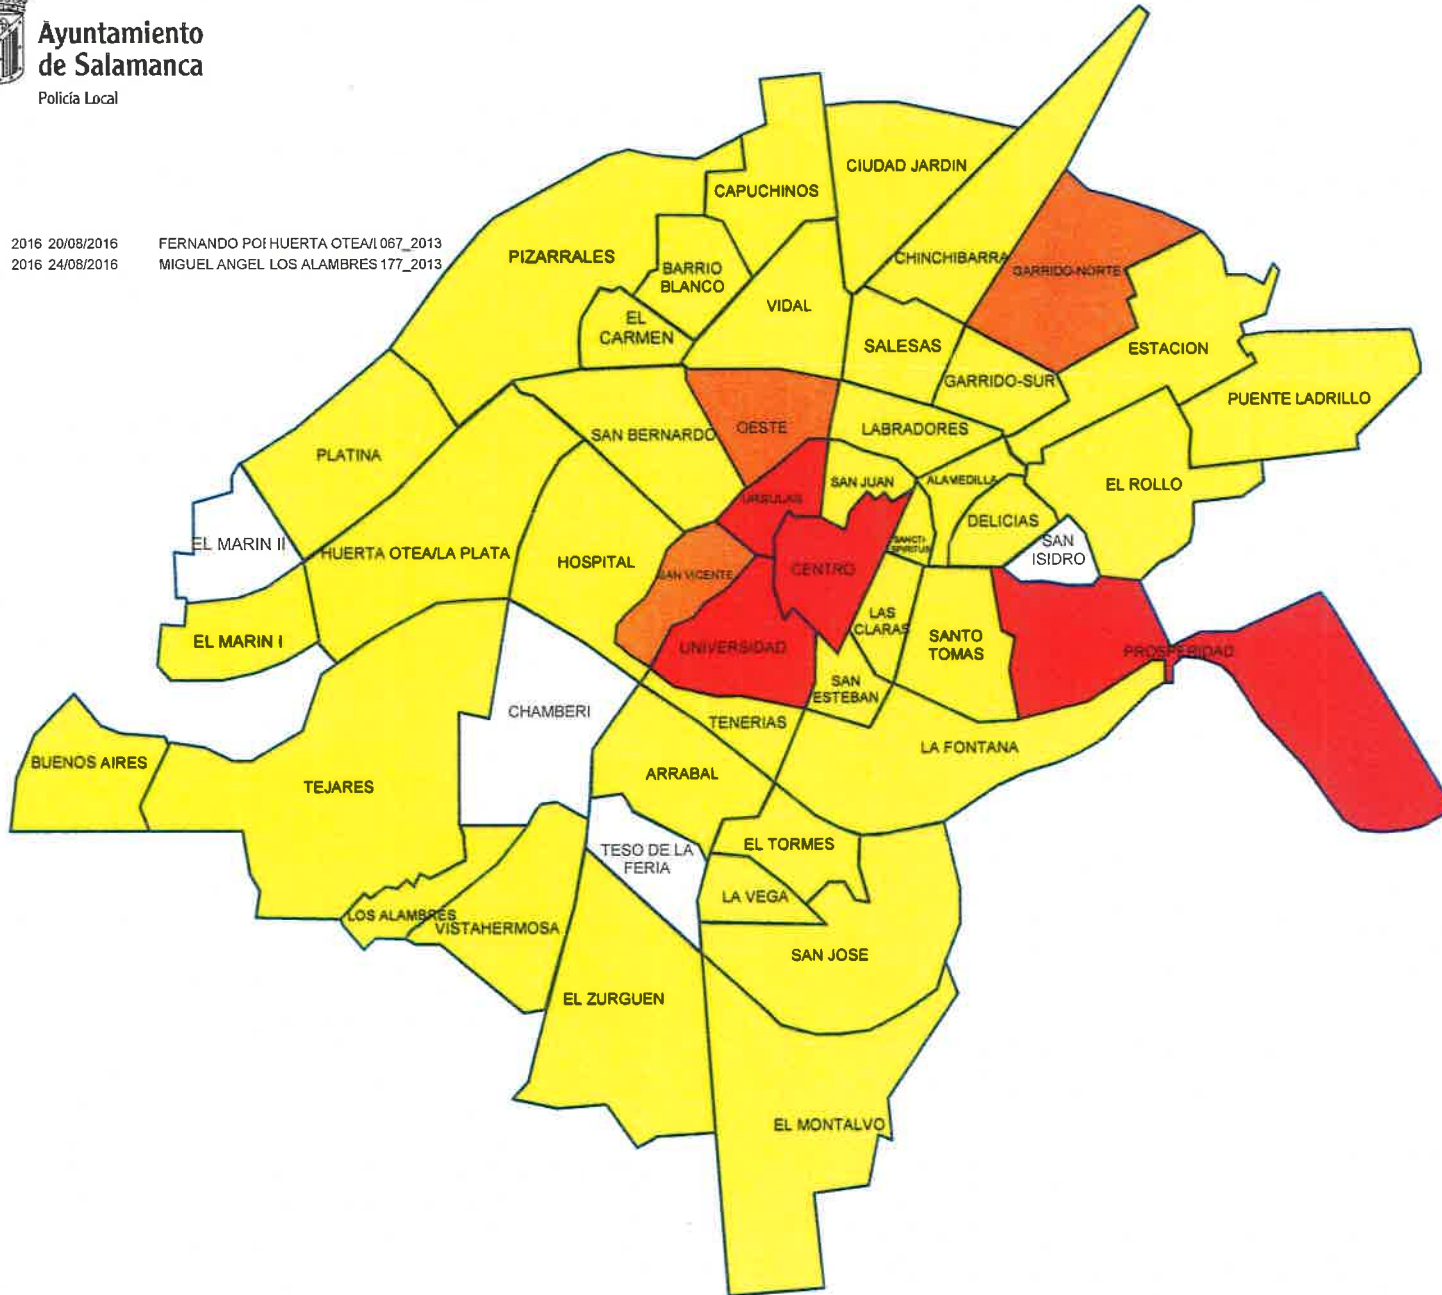 Ayuntamiento
de Salamanca
Policía Local
2016 20/08/2016 FERNANDO POI HUERTA OTEA/I 067_2013
2016 24/08/2016 MIGUEL ANGEL LOS ALAMBRES 177_2013
CIUDAD JARDIN
CAPUCHINOS
PIZARRALES
CHINCHIBARRA
BARRIO
BLANCO
GARRIDO-NORTE
VIDAL
EL
CARMEN
SALESAS
ESTACION
GARRIDO-SUR
PUENTE LADRILLO
OESTE
LABRADORES
SAN BERNARDO
PLATINA
SAN JUAN
ALAMEDILLA
EL ROLLO
URSULAS
DELICIAS
EL MARIN II
HUERTA OTEA/LA PLATA
HOSPITAL
SANCTI-
SPIRITUS
SAN
ISIDRO
SAN VICENTE
CENTRO
LAS
CLARAS
EL MARIN I
UNIVERSIDAD
SANTO
TOMAS
PROSPERIDAD
SAN
ESTEBAN
CHAMBERI
TENERIAS
LA FONTANA
BUENOS AIRES
ARRABAL
TEJARES
EL TORMES
TESO DE LA
FERIA
LA VEGA
LOS ALAMBRES
VISTAHERMOSA
SAN JOSE
EL ZURGUEN
EL MONTALVO